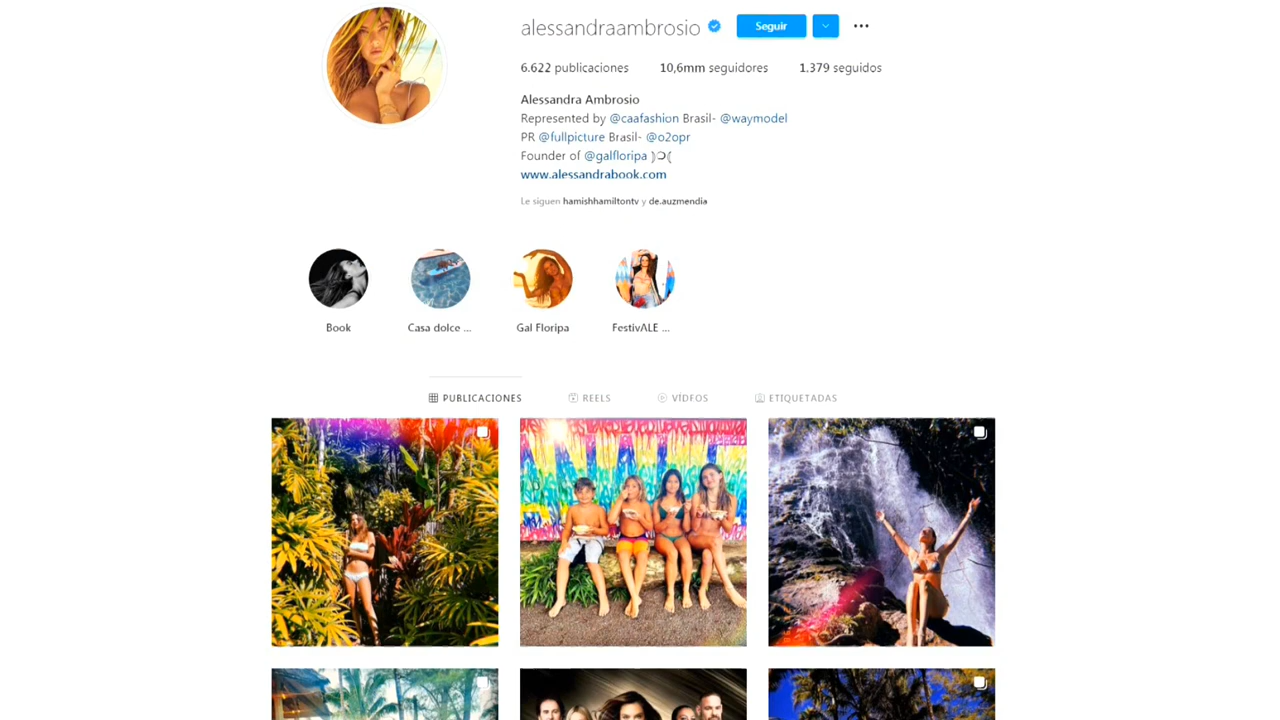 alessandraambrosio
Seguir
6.622 publicaciones 10,6mm seguidores 1.379 seguidos
Alessandra Ambrosio
Represented by @caafashion Brasil- @waymodel
PR @fullpicture Brasil- @o2opr
Founder of @galfloripa
www.alessandrabook.com
Le siguen hamishhamiltontv y de.auzmendia
Book Casa dolce ... Gal Floripa FestivALE ...
PUBLICACIONES REELS VÍDEOS ETIQUETADAS